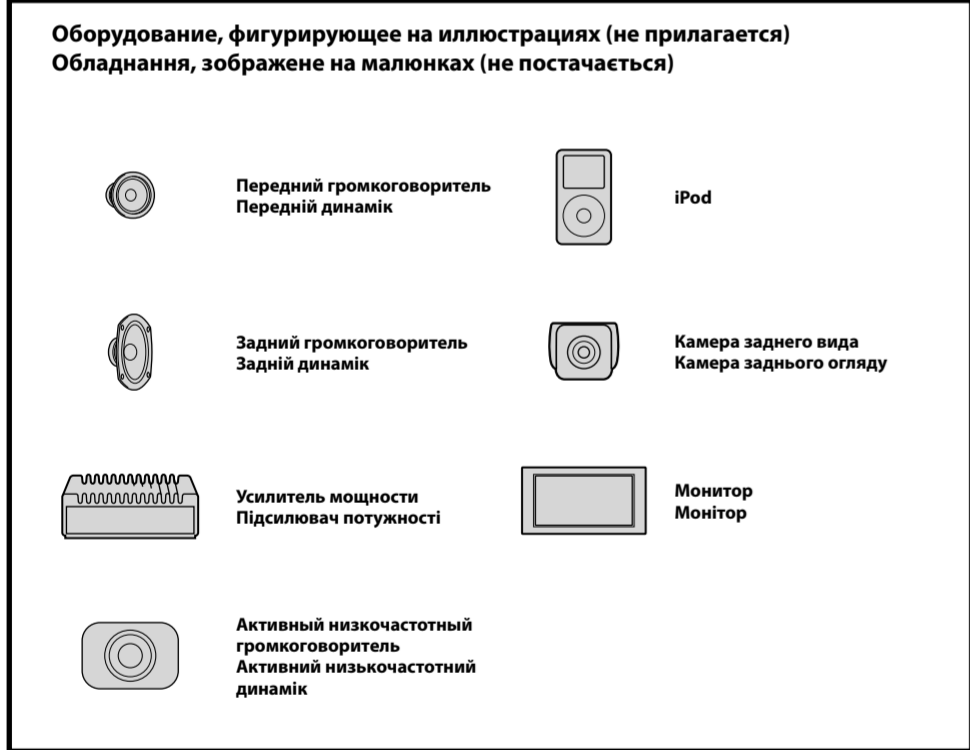 Оборудование, фигурирующее на иллюстрациях (не прилагается)
Обладнання, зображене на малюнках (не постачається)
Передний громкоговоритель
Передній динамік
iPod
Задний громкоговоритель
Задній динамік
Камера заднего вида
Камера заднього огляду
Усилитель мощности
Підсилювач потужності
Монитор
Монітор
Активный низкочастотный
громкоговоритель
Активний низькочастотний
динамік